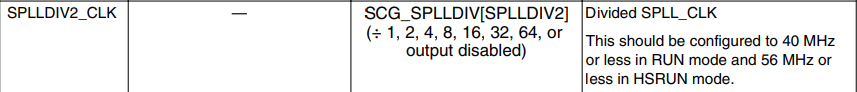 SPLLDIV2_CLK
—
SCG_SPLLDIV[SPLLDIV2]
(÷ 1, 2, 4, 8, 16, 32, 64, or
output disabled)
Divided SPLL_CLK
This should be configured to 40 MHz
or less in RUN mode and 56 MHz or
less in HSRUN mode.